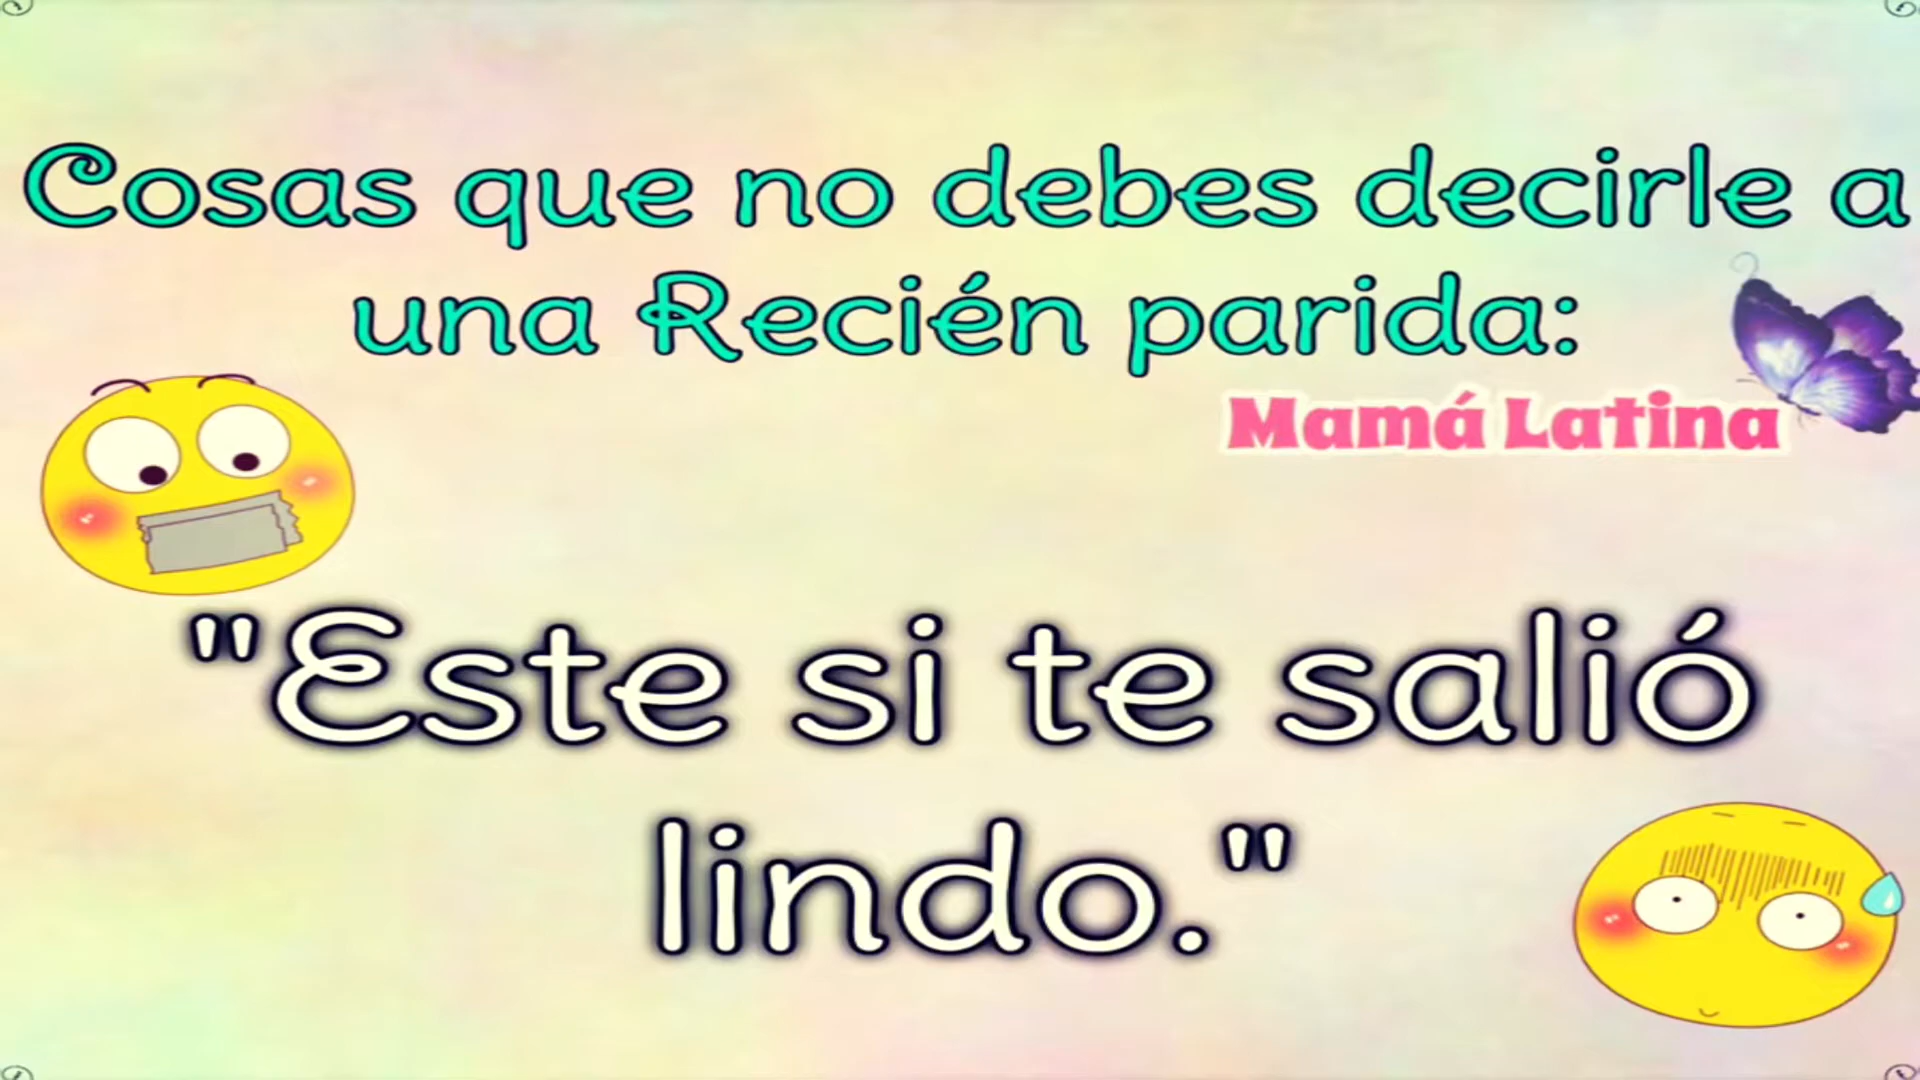 Cosas que no debes decirle a
una Recién parida:
Mamá Latina
"Este si te salió
lindo."